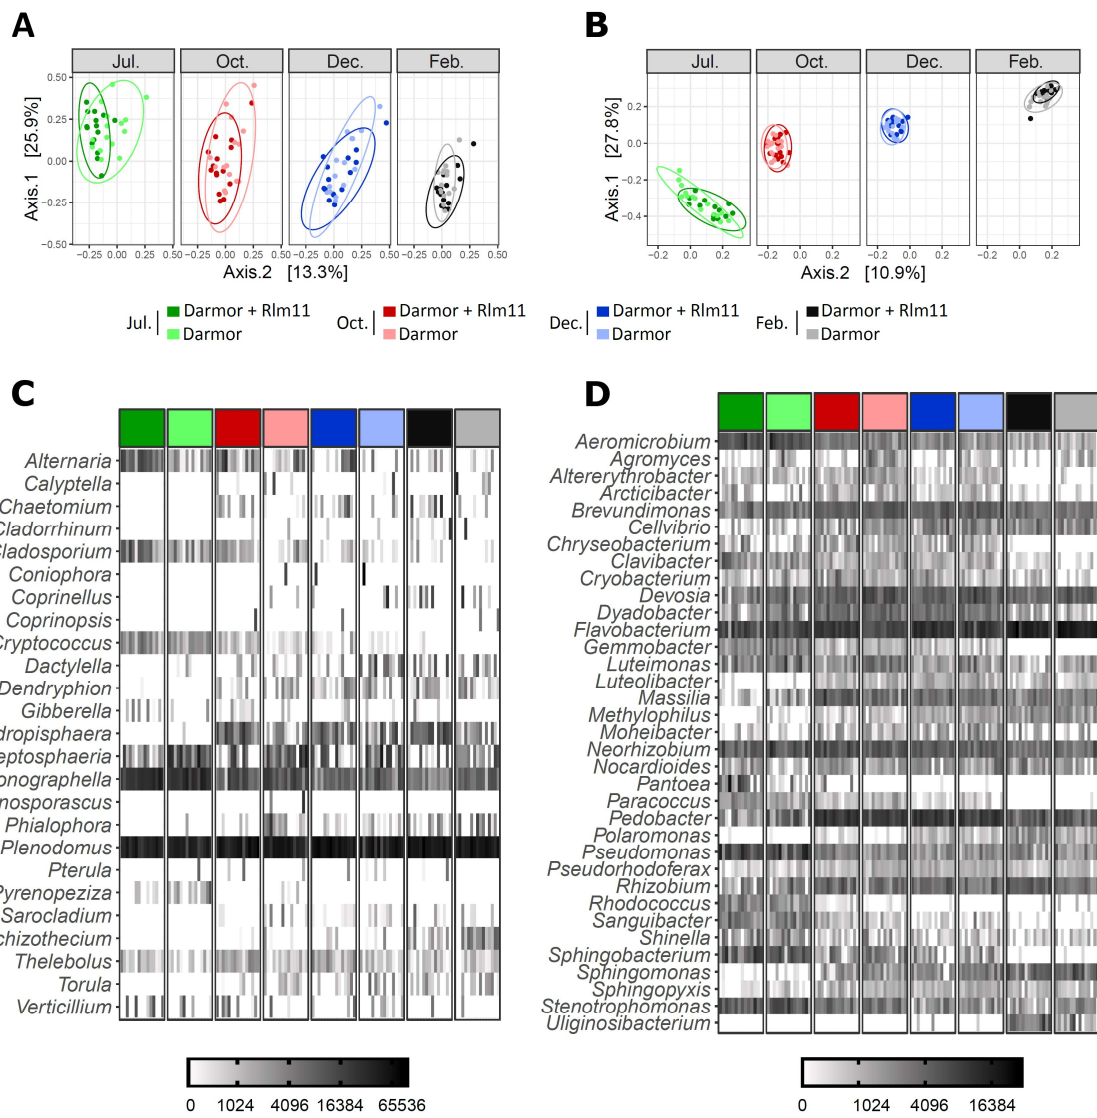 A
B
Jul. Oct. Dec. Feb.
Jul. Oct. Dec. Feb.
Axis.1 [25.9%]
0.50
0.25
0.00
−0.25
−0.50
−0.25 0.00 0.25 0.50 −0.25 0.00 0.25 0.50 −0.25 0.00 0.25 0.50 −0.25 0.00 0.25 0.50
Axis.2 [13.3%]
Axis.1 [27.8%]
0.2
0.0
−0.2
−0.4
−0.2 0.0 0.2 −0.2 0.0 0.2 −0.2 0.0 0.2 −0.2 0.0 0.2
Axis.2 [10.9%]
Jul. Darmor + Rlm11
Darmor
Oct. Darmor + Rlm11
Darmor
Dec. Darmor + Rlm11
Darmor
Feb. Darmor + Rlm11
Darmor
C
Alternaria
Calyptella
Chaetomium
Cladorrhinum
Cladosporium
Coniophora
Coprinellus
Coprinopsis
Cryptococcus
Dactylella
Dendryphion
Gibberella
dropisphaera
eptosphaeria
onographella
nosporascus
Phialophora
Plenodomus
Pterula
Pyrenopeziza
Sarocladium
chizothecium
Thelebolus
Torula
Verticillium
0 1024 4096 16384 65536
D
Aeromicrobium
Agromyces
Altererythrobacter
Arcticibacter
Brevundimonas
Cellvibrio
Chryseobacterium
Clavibacter
Cryobacterium
Devosia
Dyadobacter
Flavobacterium
Gemmobacter
Luteimonas
Luteolibacter
Massilia
Methylophilus
Moheibacter
Neorhizobium
Nocardioides
Pantoea
Paracoccus
Pedobacter
Polaromonas
Pseudomonas
Pseudorhodoferax
Rhizobium
Rhodococcus
Sanguibacter
Shinella
Sphingobacterium
Sphingomonas
Sphingopyxis
Stenotrophomonas
Uliginosibacterium
0 1024 4096 16384